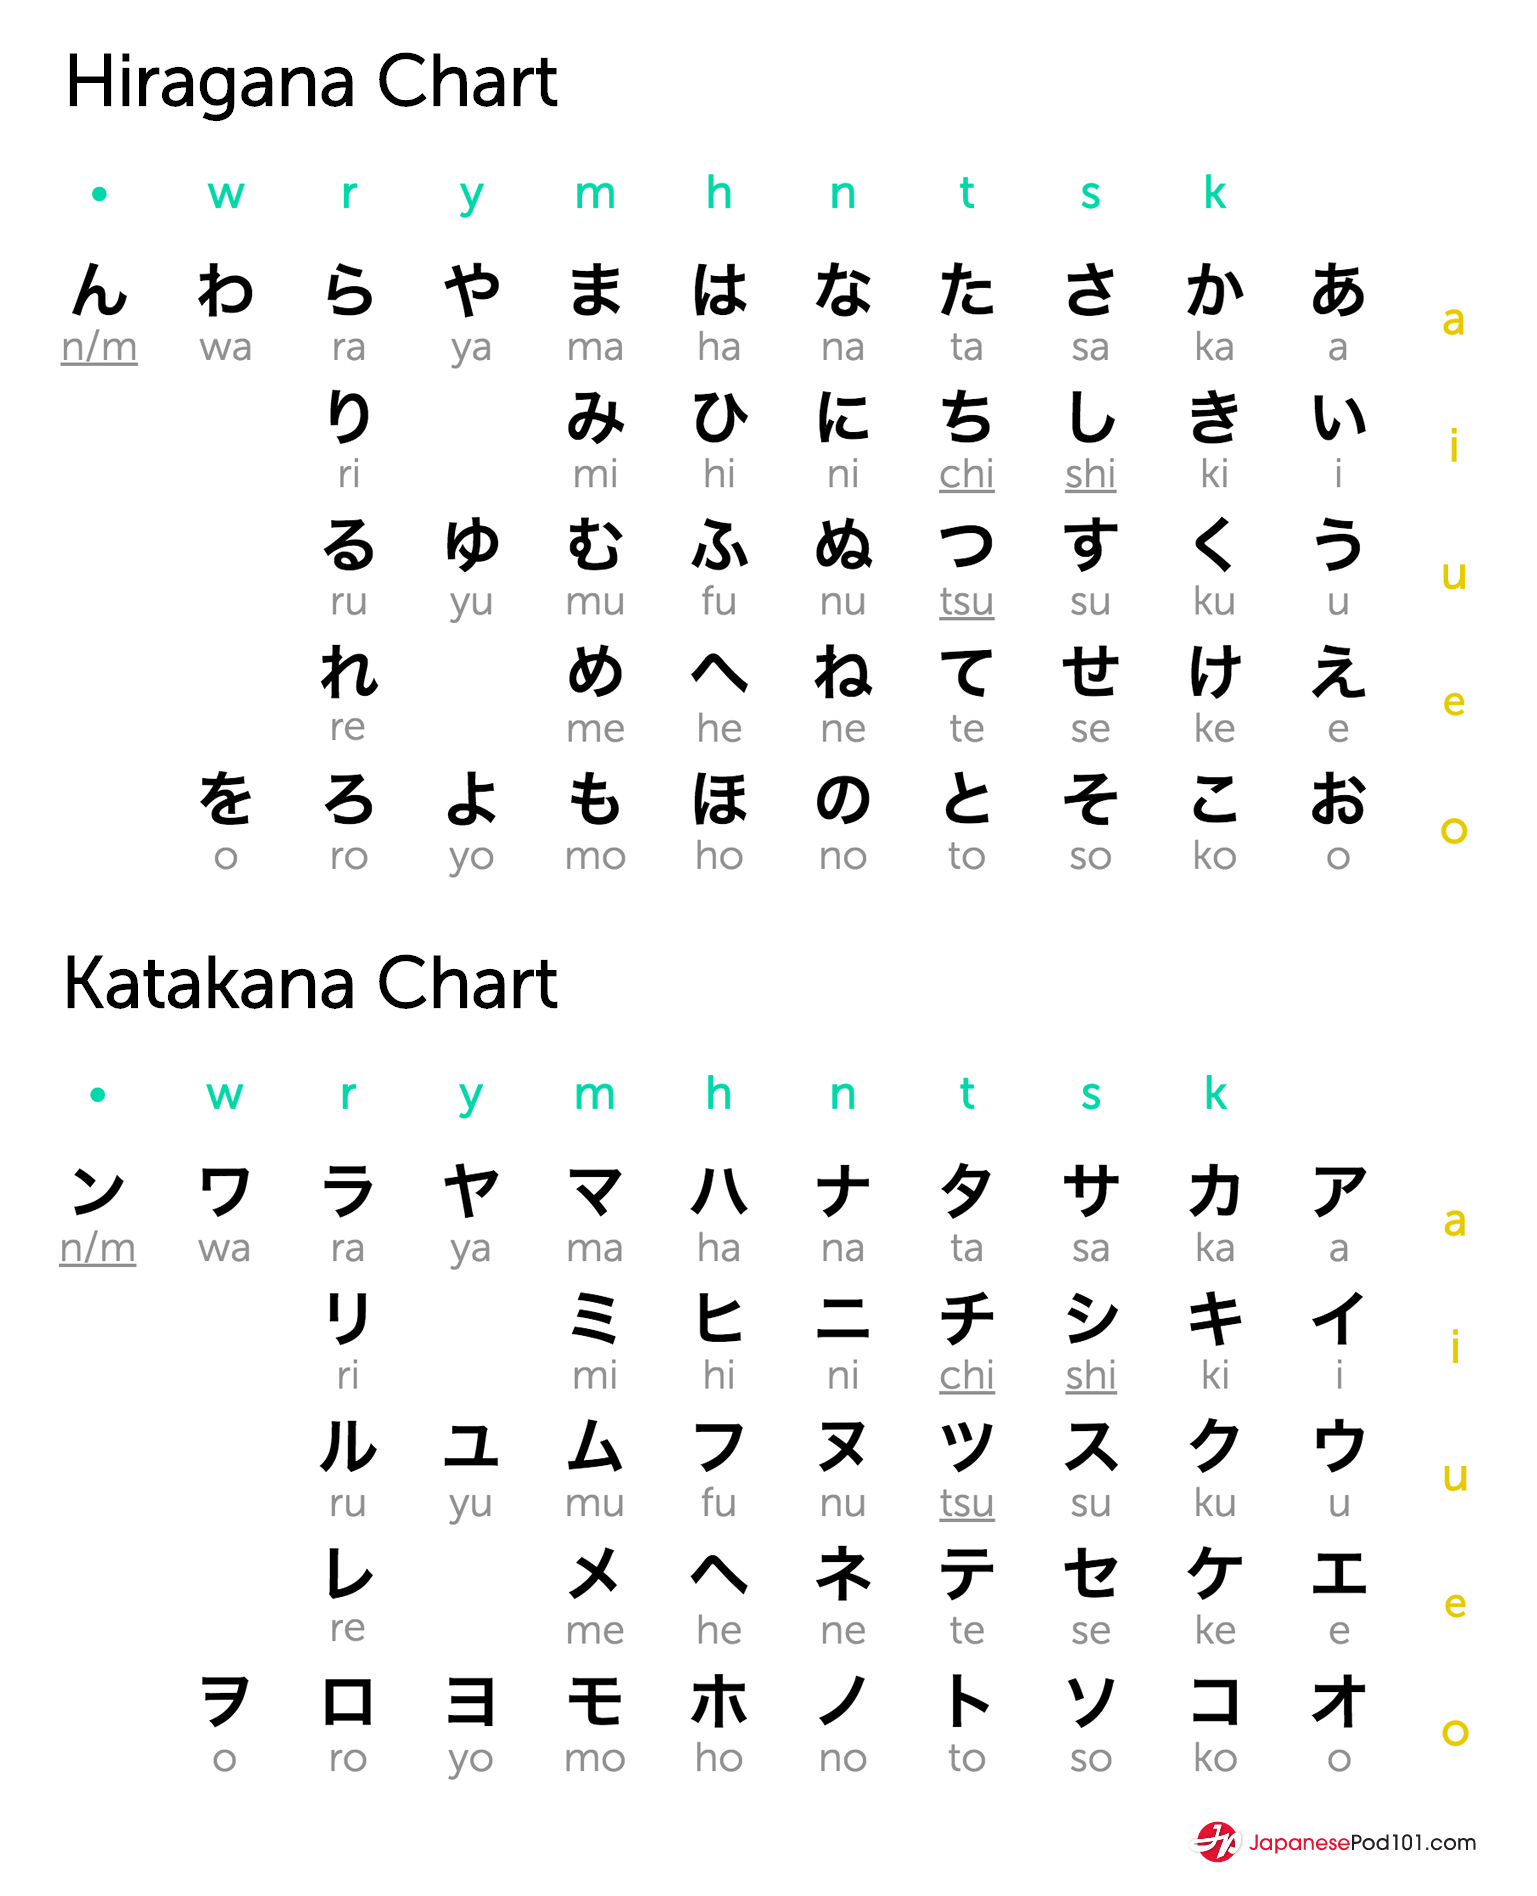 Hiragana Chart
• w r y m h n t s k
ん わ ら や ま は な た さ か あ
n/m wa ra ya ma ha na ta sa ka a a
り み ひ に ち し き い
ri mi hi ni chi shi ki i i
る ゆ む ふ ぬ つ す く う
ru yu mu fu nu tsu su ku u u
れ め へ ね て せ け え
re me he ne te se ke e e
を ろ よ も ほ の と そ こ お
o ro yo mo ho no to so ko o o
Katakana Chart
• w r y m h n t s k
ン ワ ラ ヤ マ ハ ナ タ サ カ ア
n/m wa ra ya ma ha na ta sa ka a a
リ ミ ヒ ニ チ シ キ イ
ri mi hi ni chi shi ki i i
ル ユ ム フ ヌ ツ ス ク ウ
ru yu mu fu nu tsu su ku u u
レ メ ヘ ネ テ セ ケ エ
re me he ne te se ke e e
ヲ ロ ヨ モ ホ ノ ト ソ コ オ
o ro yo mo ho no to so ko o o
JapanesePod101.com